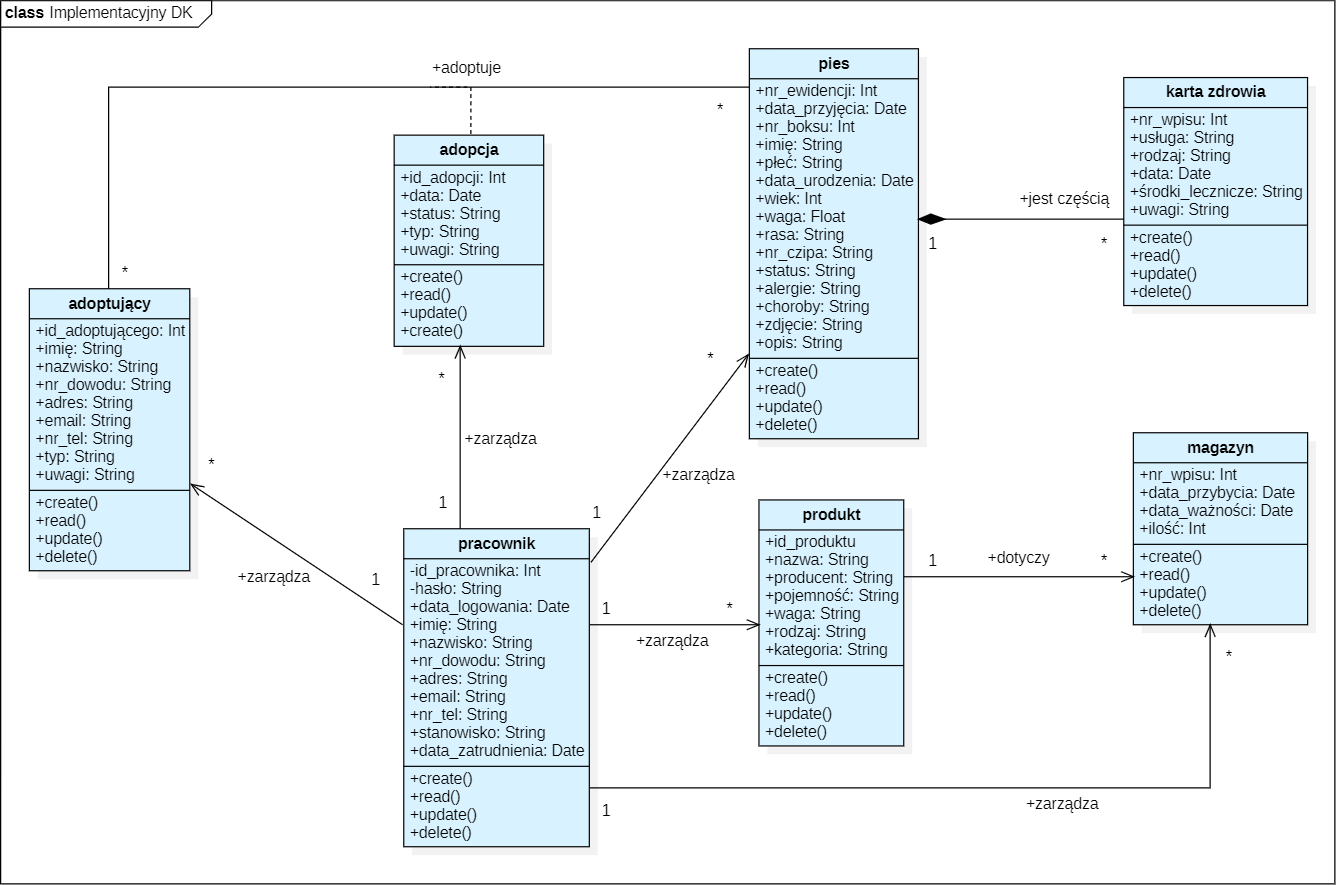 class Implementacyjny DK
+adoptuje
*
*
pies
+nr_ewidencji: Int
+data_przyjęcia: Date
+nr_boksu: Int
+imię: String
+płeć: String
+data_urodzenia: Date
+wiek: Int
+waga: Float
+rasa: String
+nr_czipa: String
+status: String
+alergie: String
+choroby: String
+zdjęcie: String
+opis: String
+create()
+read()
+update()
+delete()
karta zdrowia
+nr_wpisu: Int
+usługa: String
+rodzaj: String
+data: Date
+środki_lecznicze: String
+uwagi: String
+create()
+read()
+update()
+delete()
+jest częścią
1
*
adopcja
+id_adopcji: Int
+data: Date
+status: String
+typ: String
+uwagi: String
+create()
+read()
+update()
+create()
adoptujący
+id_adoptującego: Int
+imię: String
+nazwisko: String
+nr_dowodu: String
+adres: String
+email: String
+nr_tel: String
+typ: String
+uwagi: String
+create()
+read()
+update()
+delete()
*
+zarządza
1
*
+zarządza
1
*
+zarządza
1
pracownik
-id_pracownika: Int
-hasło: String
+data_logowania: Date
+imię: String
+nazwisko: String
+nr_dowodu: String
+adres: String
+email: String
+nr_tel: String
+stanowisko: String
+data_zatrudnienia: Date
+create()
+read()
+update()
+delete()
1
*
+zarządza
produkt
+id_produktu
+nazwa: String
+producent: String
+pojemność: String
+waga: String
+rodzaj: String
+kategoria: String
+create()
+read()
+update()
+delete()
1
+dotyczy
*
magazyn
+nr_wpisu: Int
+data_przybycia: Date
+data_ważności: Date
+ilość: Int
+create()
+read()
+update()
+delete()
*
+zarządza
1